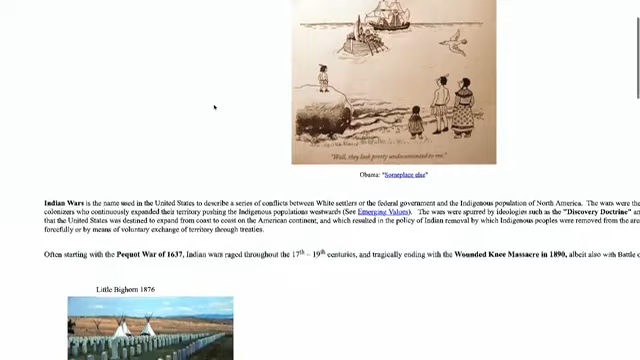 "Well, they look pretty undocumented to me."
Obama: "Someplace else"
Indian Wars is the name used in the United States to describe a series of conflicts between White settlers or the federal government and the Indigenous population of North America. The wars were the
colonizers who continuously expanded their territory pushing the Indigenous populations westwards (See Emerging Values). The wars were spurred by ideologies such as the "Discovery Doctrine" an
that the United States was destined to expand from coast to coast on the American continent, and which resulted in the policy of Indian removal by which Indigenous peoples were removed from the are
forcefully or by means of voluntary exchange of territory through treaties.
Often starting with the Pequot War of 1637, Indian wars raged throughout the 17th – 19th centuries, and tragically ending with the Wounded Knee Massacre in 1890, albeit also with Battle o
Little Bighorn 1876